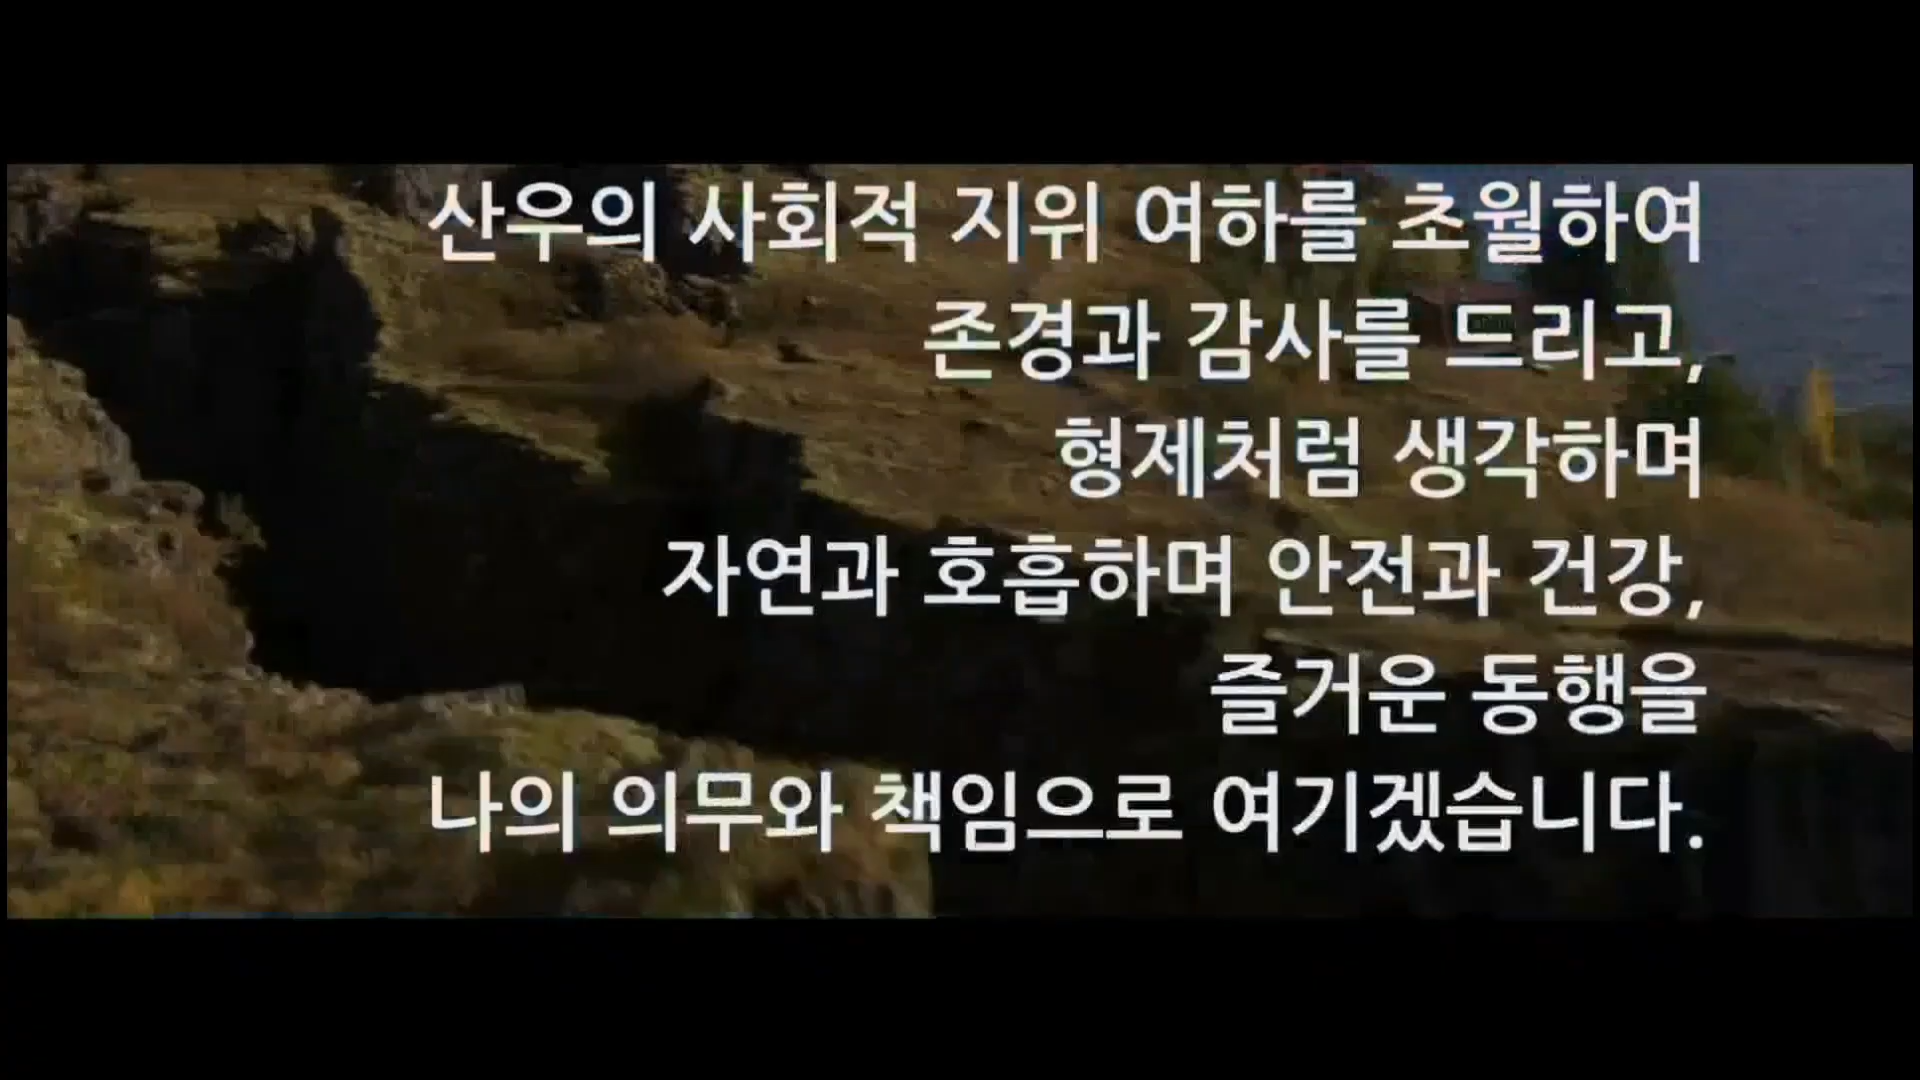 산우의 사회적 지위 여하를 초월하여
존경과 감사를 드리고,
형제처럼 생각하며
자연과 호흡하며 안전과 건강,
즐거운 동행을
나의 의무와 책임으로 여기겠습니다.